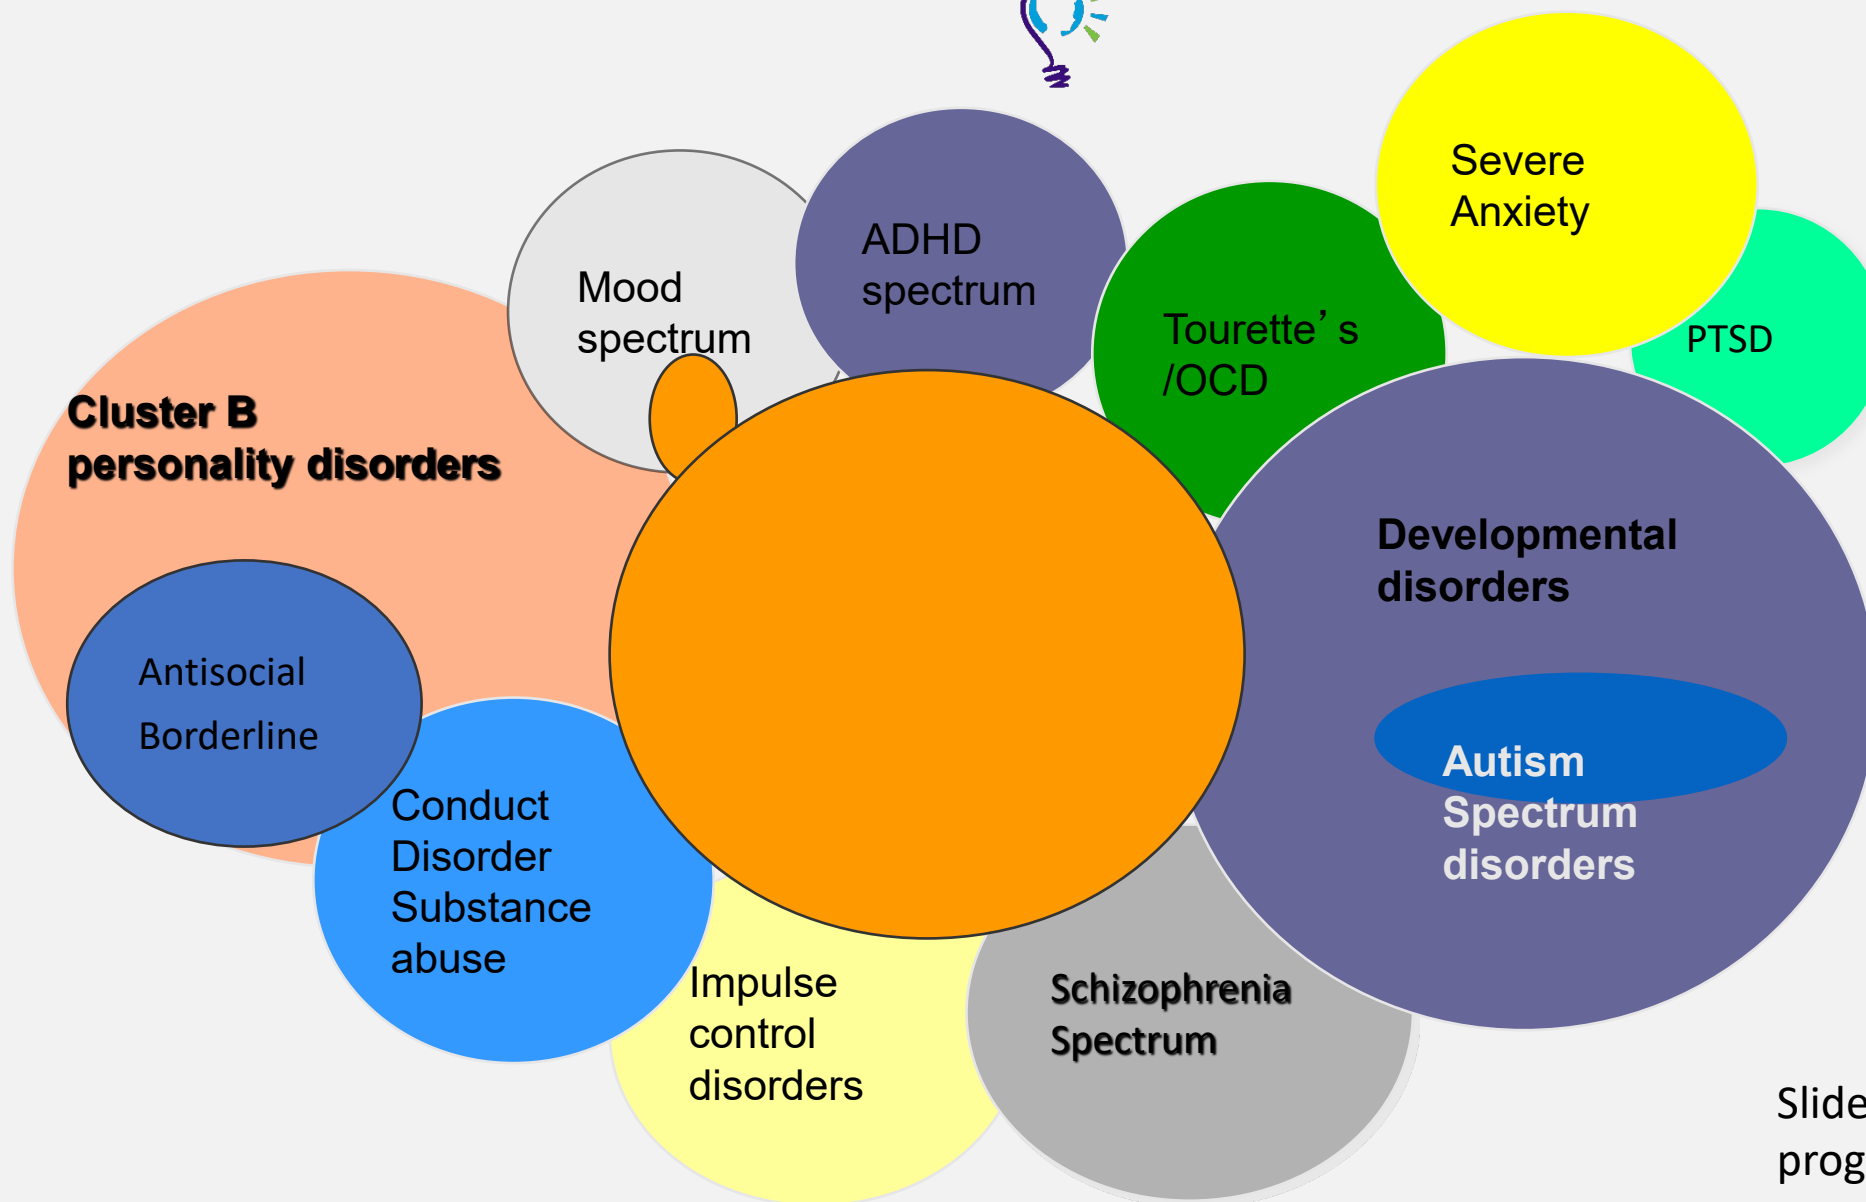 Severe
Anxiety
ADHD
spectrum
Mood
spectrum
Tourette’ s
/OCD
PTSD
Cluster B
personality disorders
Developmental
disorders
Antisocial
Borderline
Autism
Spectrum
disorders
Conduct
Disorder
Substance
abuse
Impulse
control
disorders
Schizophrenia
Spectrum
Slide
prog